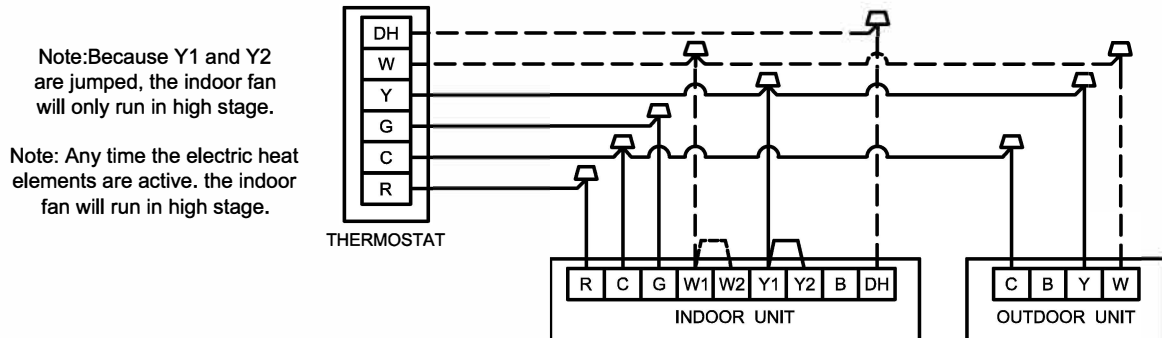 Note:Because Y1 and Y2
are jumped, the indoor fan
will only run in high stage.
Note: Any time the electric heat
elements are active. the indoor
fan will run in high stage.
DH
W
Y
G
C
R
THERMOSTAT
R C G W1 W2 Y1 Y2 B DH
INDOOR UNIT
C B Y W
OUTDOOR UNIT